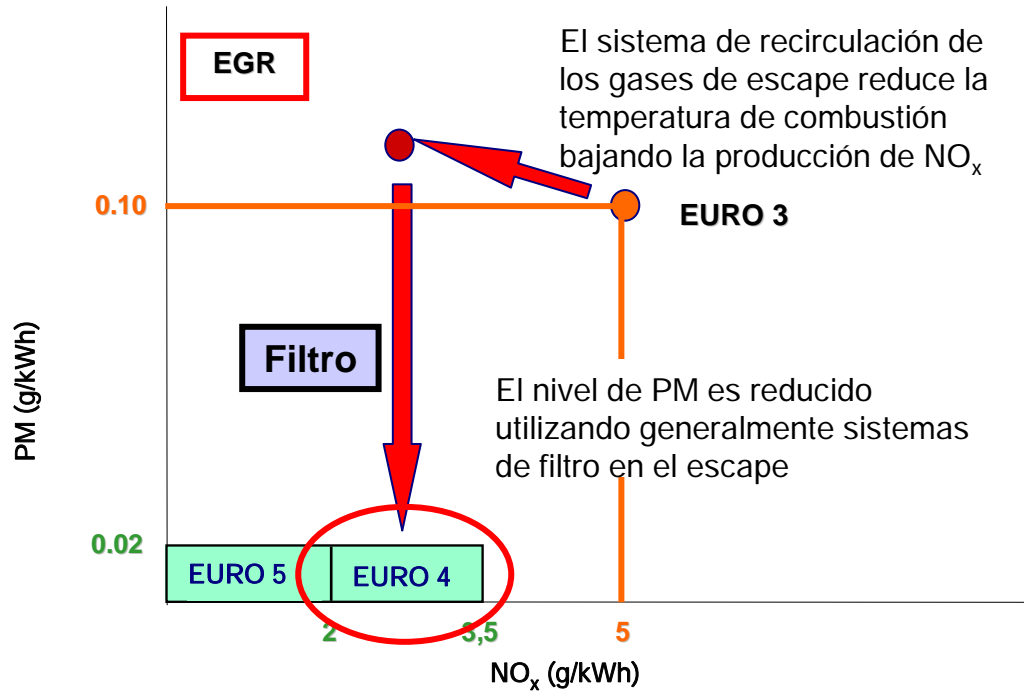 EGR
El sistema de recirculación de
los gases de escape reduce la
temperatura de combustión
bajando la producción de NOx
0.10
EURO 3
PM (g/kWh)
Filtro
El nivel de PM es reducido
utilizando generalmente sistemas
de filtro en el escape
0.02
EURO 5
EURO 4
2
3,5
5
NOx (g/kWh)